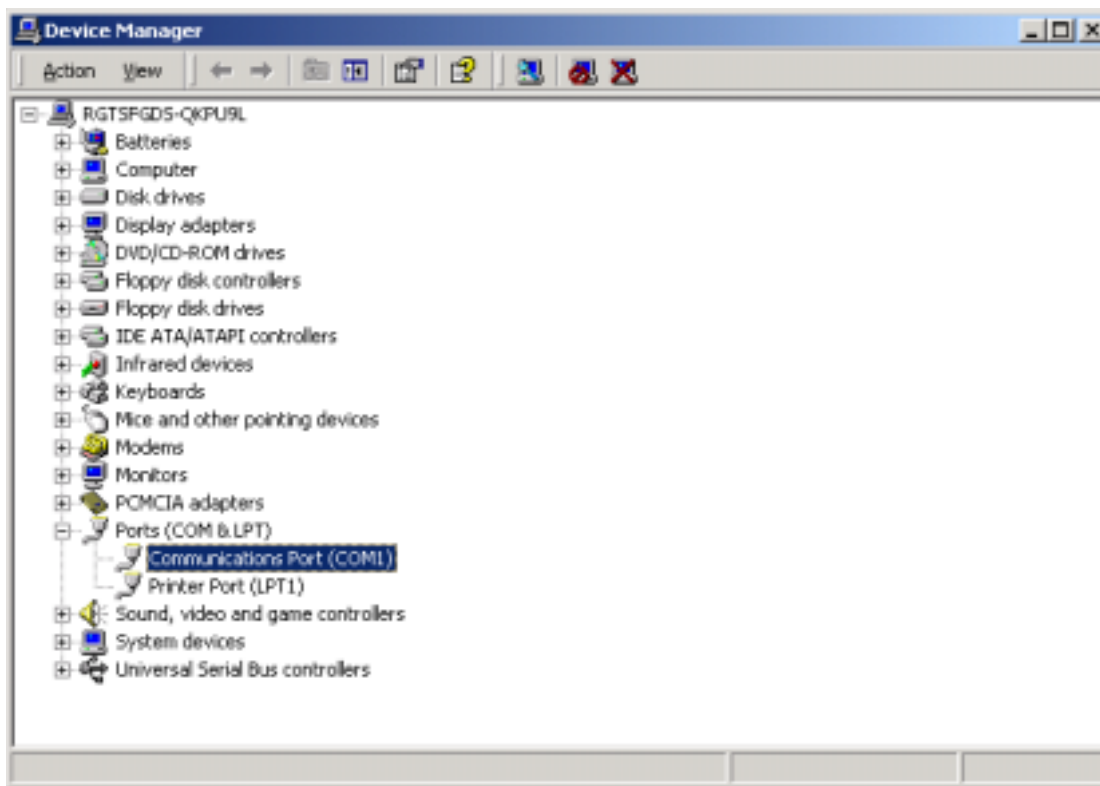 Device Manager
Action View
RGTSFGDS-QKPU9L
Batteries
Computer
Disk drives
Display adapters
DVD/CD-ROM drives
Floppy disk controllers
Floppy disk drives
IDE ATA/ATAPI controllers
Infrared devices
Keyboards
Mice and other pointing devices
Modems
Monitors
PCMCIA adapters
Ports (COM & LPT)
Communications Port (COM1)
Printer Port (LPT1)
Sound, video and game controllers
System devices
Universal Serial Bus controllers